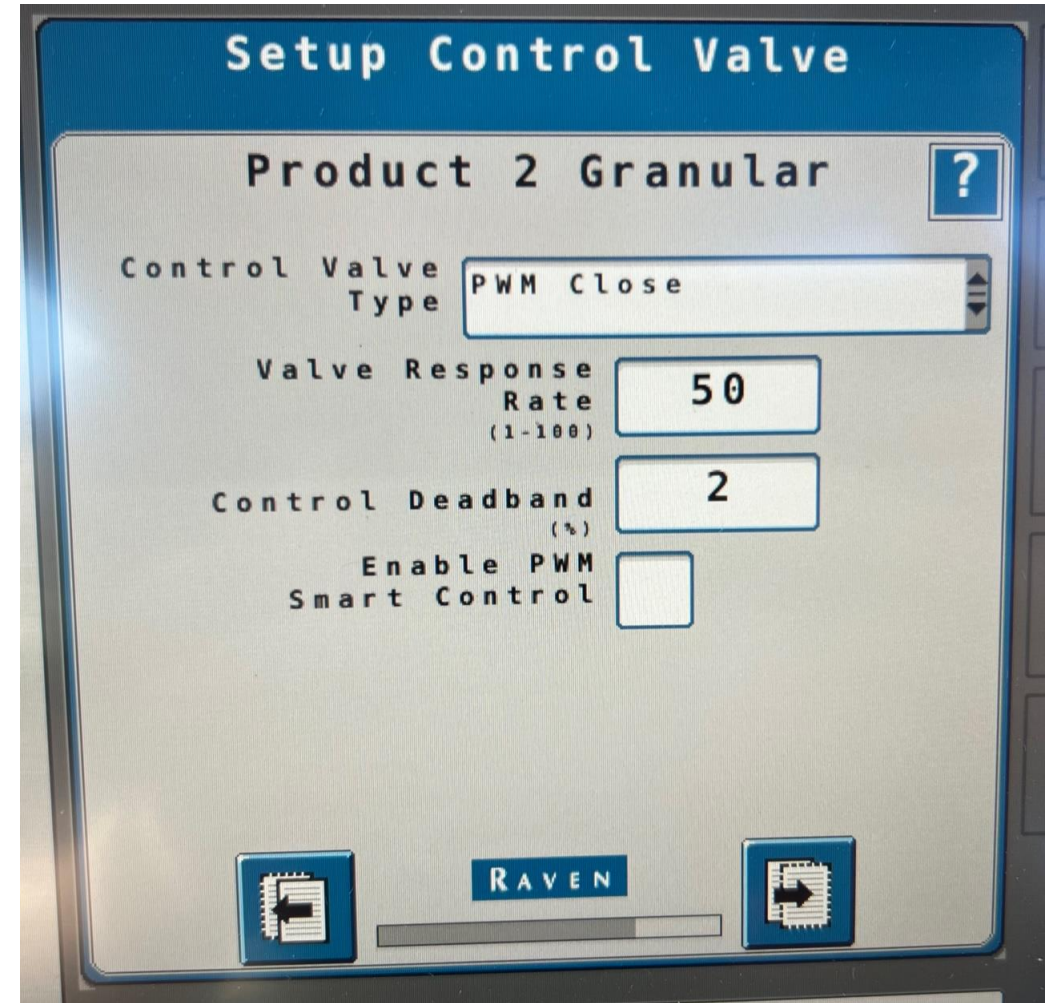 Setup Control Valve
Product 2 Granular
?
Control Valve
Type
PWM Close
Valve Response
Rate
(1-100)
50
Control Deadband
(%)
2
Enable PWM
Smart Control
RAVEN